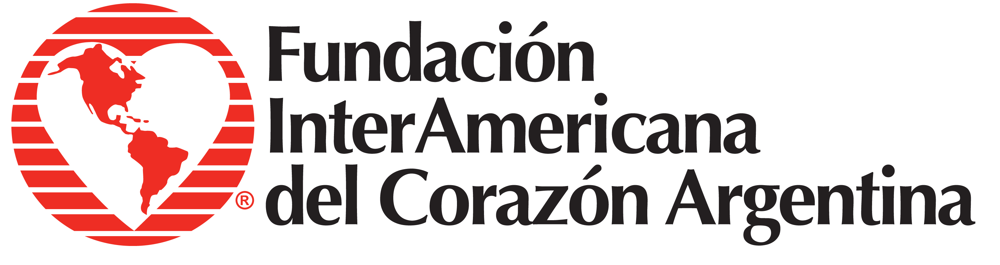 Fundación
InterAmericana
del Corazón Argentina
®